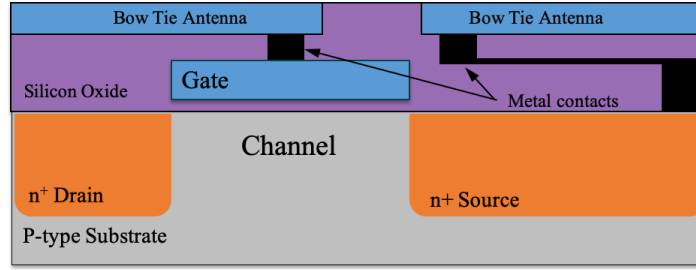 Bow Tie Antenna
Bow Tie Antenna
Gate
Silicon Oxide
Metal contacts
Channel
n⁺ Drain
n+ Source
P-type Substrate